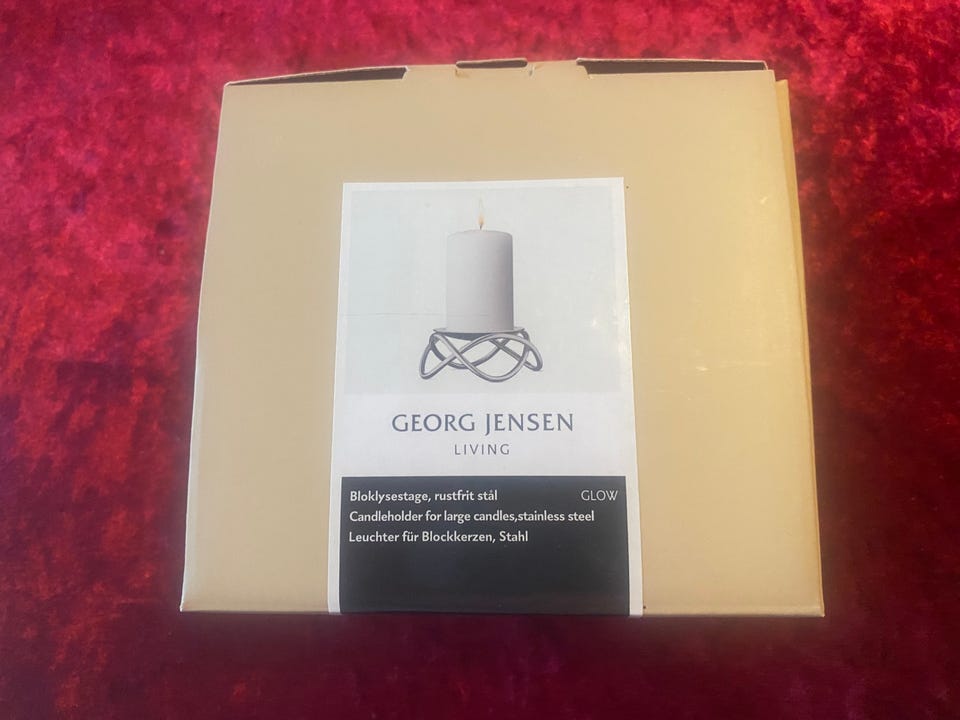 GEORG JENSEN
LIVING
Bloklysestage, rustfrit stål GLOW
Candleholder for large candles,stainless steel
Leuchter für Blockkerzen, Stahl